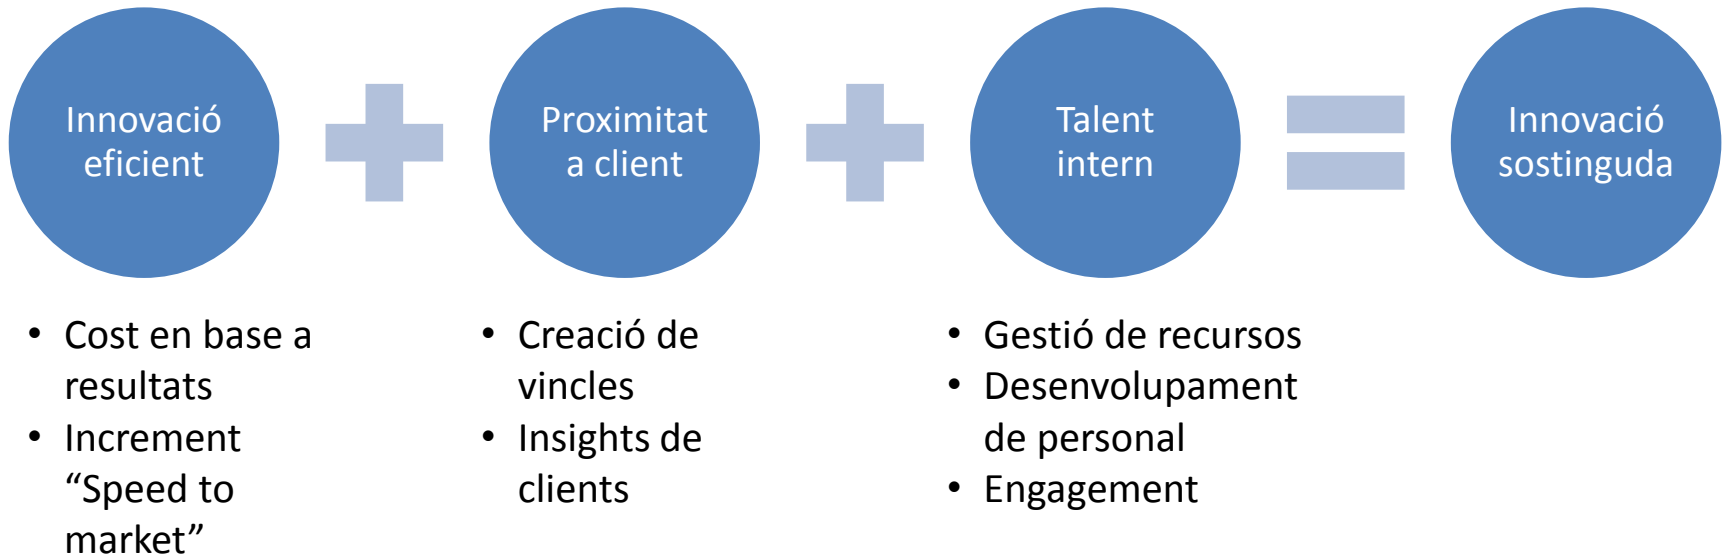 Innovació
eficient
Proximitat
a client
Talent
intern
Innovació
sostinguda
• Cost en base a
resultats
• Increment
“Speed to
market”
• Creació de
vincles
• Insights de
clients
• Gestió de recursos
• Desenvolupament
de personal
• Engagement